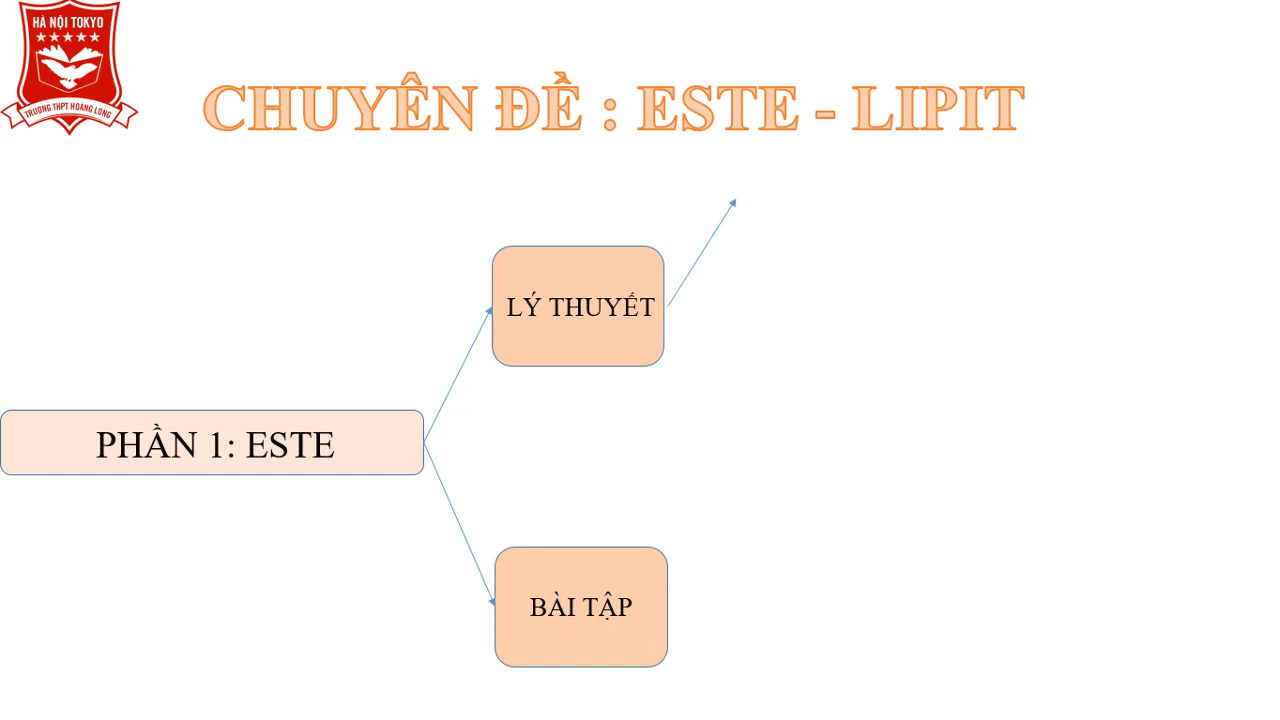 HÀ NỘI TOKYO
TRƯỜNG THPT HOÀNG LONG
CHUYÊN ĐỀ : ESTE - LIPIT
LÝ THUYẾT
PHẦN 1: ESTE
BÀI TẬP